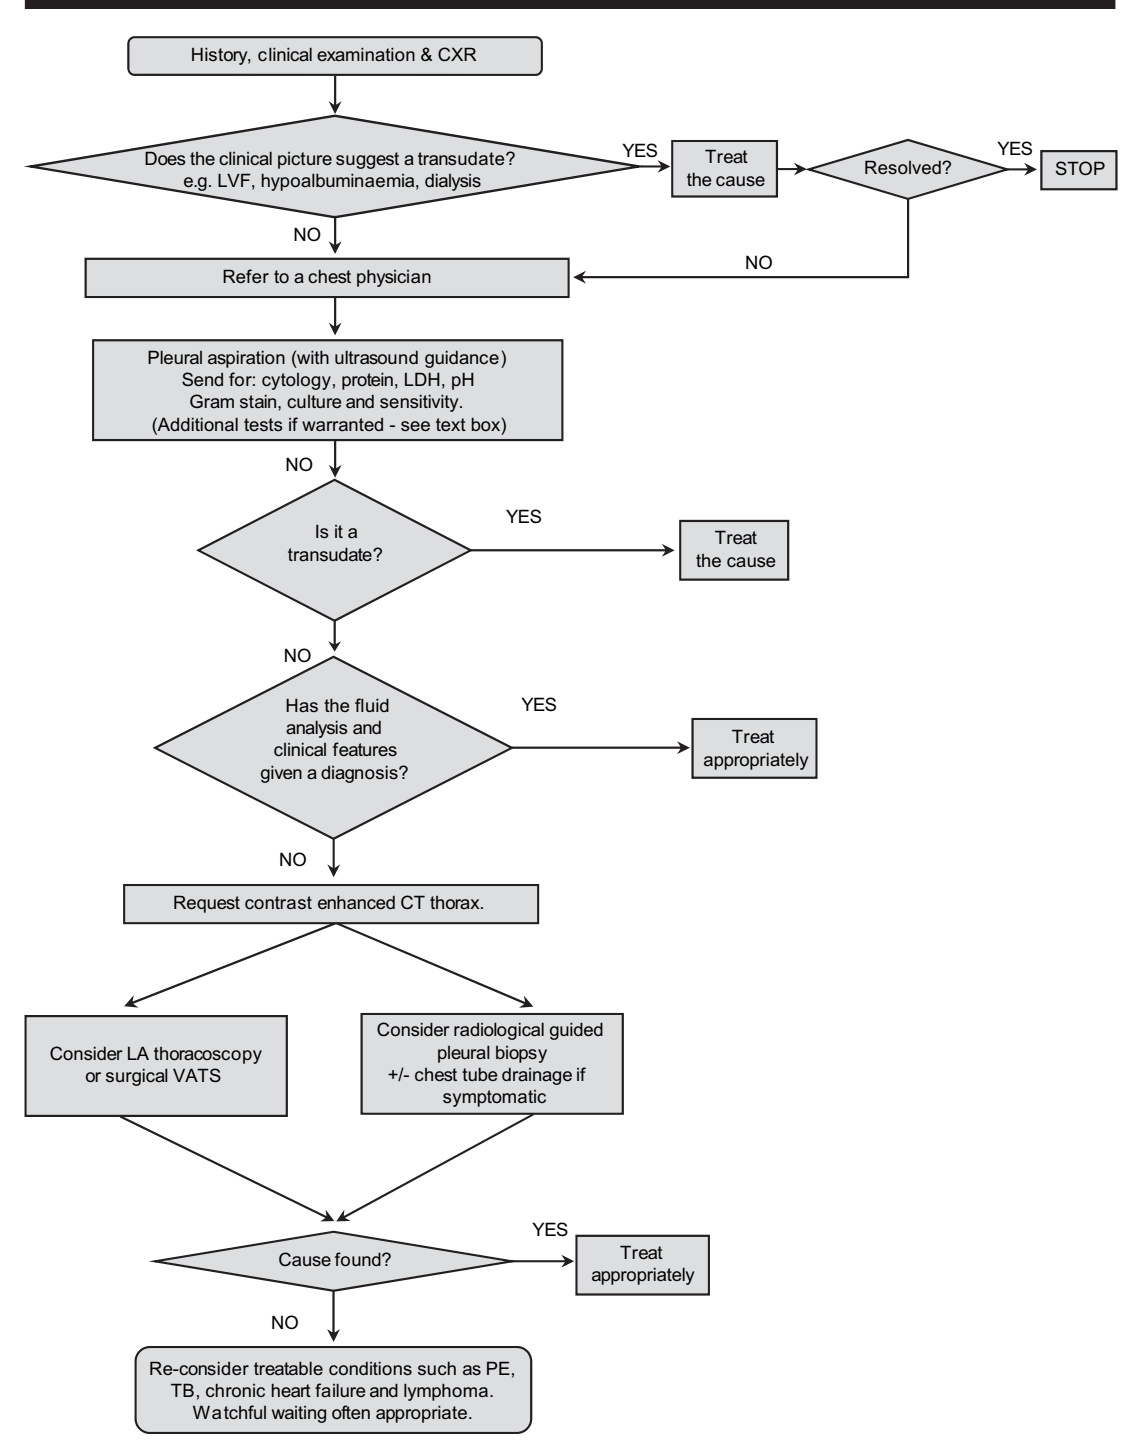 History, clinical examination & CXR
Does the clinical picture suggest a transudate?
e.g. LVF, hypoalbuminaemia, dialysis
YES
Treat
the cause
Resolved?
YES
STOP
NO
NO
Refer to a chest physician
Pleural aspiration (with ultrasound guidance)
Send for: cytology, protein, LDH, pH
Gram stain, culture and sensitivity.
(Additional tests if warranted - see text box)
NO
Is it a
transudate?
YES
Treat
the cause
NO
Has the fluid
analysis and
clinical features
given a diagnosis?
YES
Treat
appropriately
NO
Request contrast enhanced CT thorax.
Consider LA thoracoscopy
or surgical VATS
Consider radiological guided
pleural biopsy
+/- chest tube drainage if
symptomatic
Cause found?
YES
Treat
appropriately
NO
Re-consider treatable conditions such as PE,
TB, chronic heart failure and lymphoma.
Watchful waiting often appropriate.